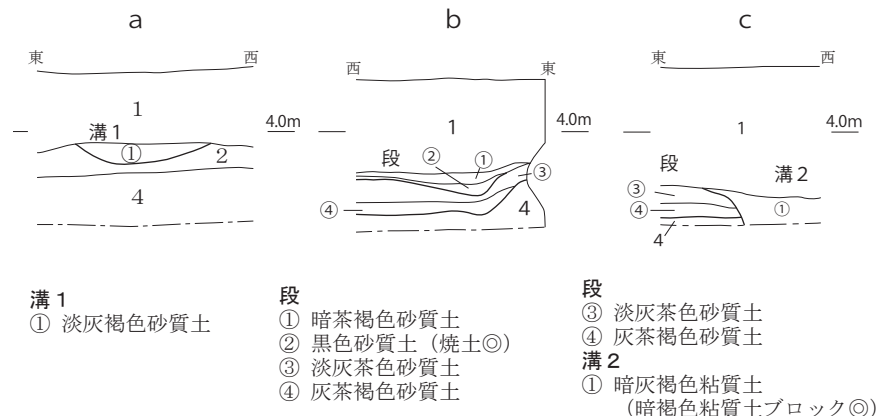 a
b
c
東 西
西 東
東 西
1
1
1
4.0m
4.0m
4.0m
溝1
①
2
4
段
②
①
③
④
4
段
溝2
③
④
①
4
溝1
① 淡灰褐色砂質土
段
① 暗茶褐色砂質土
② 黒色砂質土（焼土◎）
③ 淡灰茶色砂質土
④ 灰茶褐色砂質土
段
③ 淡灰茶色砂質土
④ 灰茶褐色砂質土
溝2
① 暗灰褐色粘質土
（暗褐色粘質土ブロック◎）